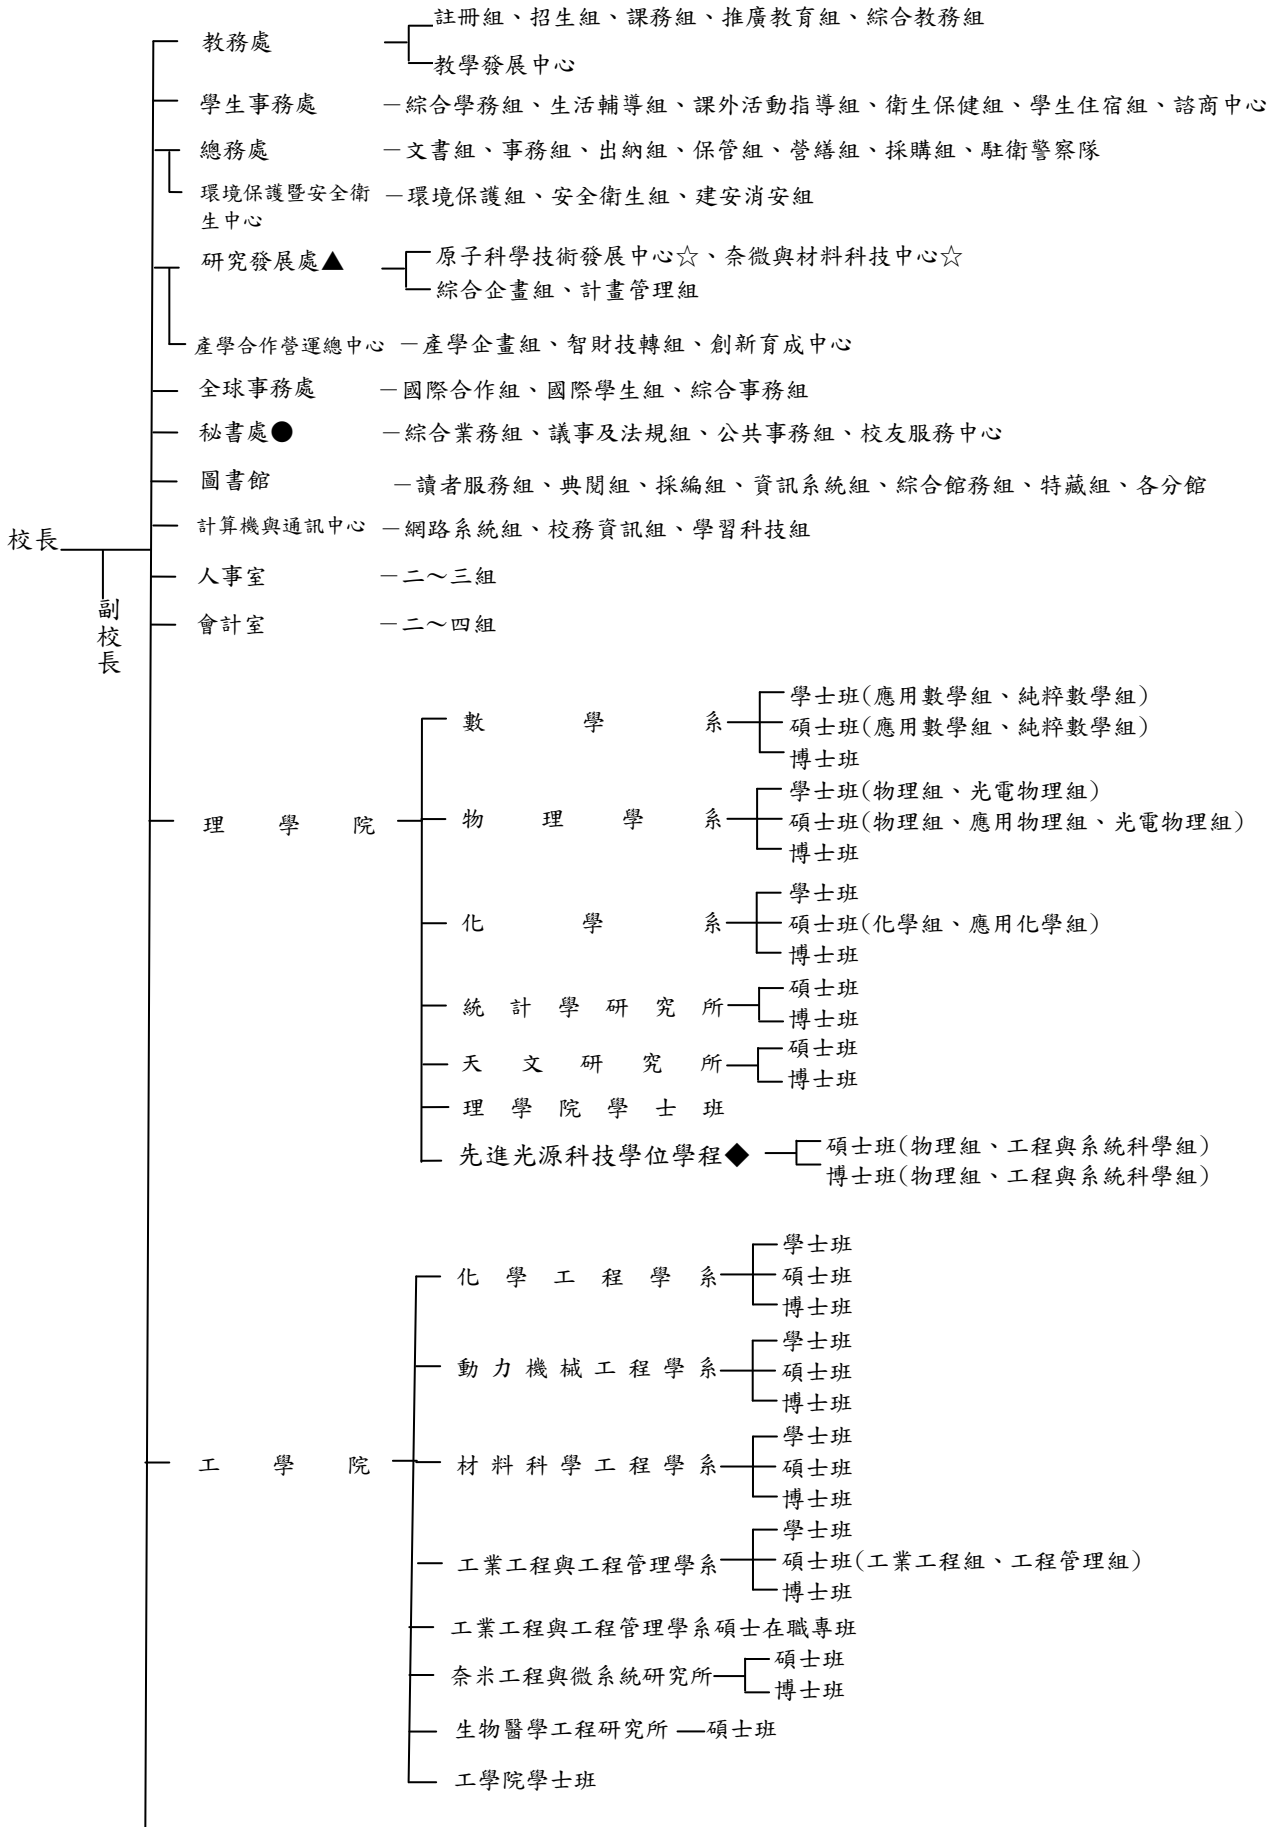 註冊組、招生組、課務組、推廣教育組、綜合教務組
教務處
教學發展中心
學生事務處 －綜合學務組、生活輔導組、課外活動指導組、衛生保健組、學生住宿組、諮商中心
總務處 －文書組、事務組、出納組、保管組、營繕組、採購組、駐衛警察隊
環境保護暨安全衛生中心 －環境保護組、安全衛生組、建安消安組
研究發展處▲
原子科學技術發展中心☆、奈微與材料科技中心☆
綜合企畫組、計畫管理組
產學合作營運總中心 －產學企畫組、智財技轉組、創新育成中心
全球事務處 －國際合作組、國際學生組、綜合事務組
秘書處● －綜合業務組、議事及法規組、公共事務組、校友服務中心
圖書館 －讀者服務組、典閱組、採編組、資訊系統組、綜合館務組、特藏組、各分館
計算機與通訊中心 －網路系統組、校務資訊組、學習科技組
校長
副校長
人事室 －二～三組
會計室 －二～四組
理學院
數學系
學士班(應用數學組、純粹數學組)
碩士班(應用數學組、純粹數學組)
博士班
物理學系
學士班(物理組、光電物理組)
碩士班(物理組、應用物理組、光電物理組)
博士班
化學系
學士班
碩士班(化學組、應用化學組)
博士班
統計學研究所
碩士班
博士班
天文研究所
碩士班
博士班
理學院學士班
先進光源科技學位學程◆
碩士班(物理組、工程與系統科學組)
博士班(物理組、工程與系統科學組)
工學院
化學工程學系
學士班
碩士班
博士班
動力機械工程學系
學士班
碩士班
博士班
材料科學工程學系
學士班
碩士班
博士班
工業工程與工程管理學系
學士班
碩士班(工業工程組、工程管理組)
博士班
工業工程與工程管理學系碩士在職專班
奈米工程與微系統研究所
碩士班
博士班
生物醫學工程研究所 碩士班
工學院學士班